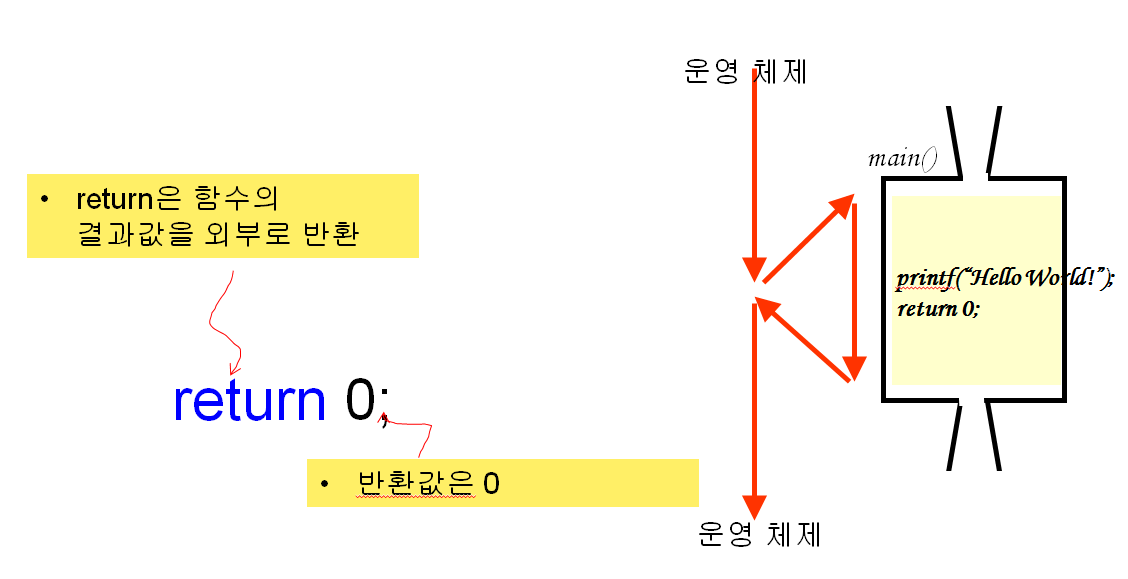 운영 체제
main()
• return은 함수의
결과값을 외부로 반환
printf(“Hello World!”);
return 0;
return 0;
• 반환값은 0
운영 체제